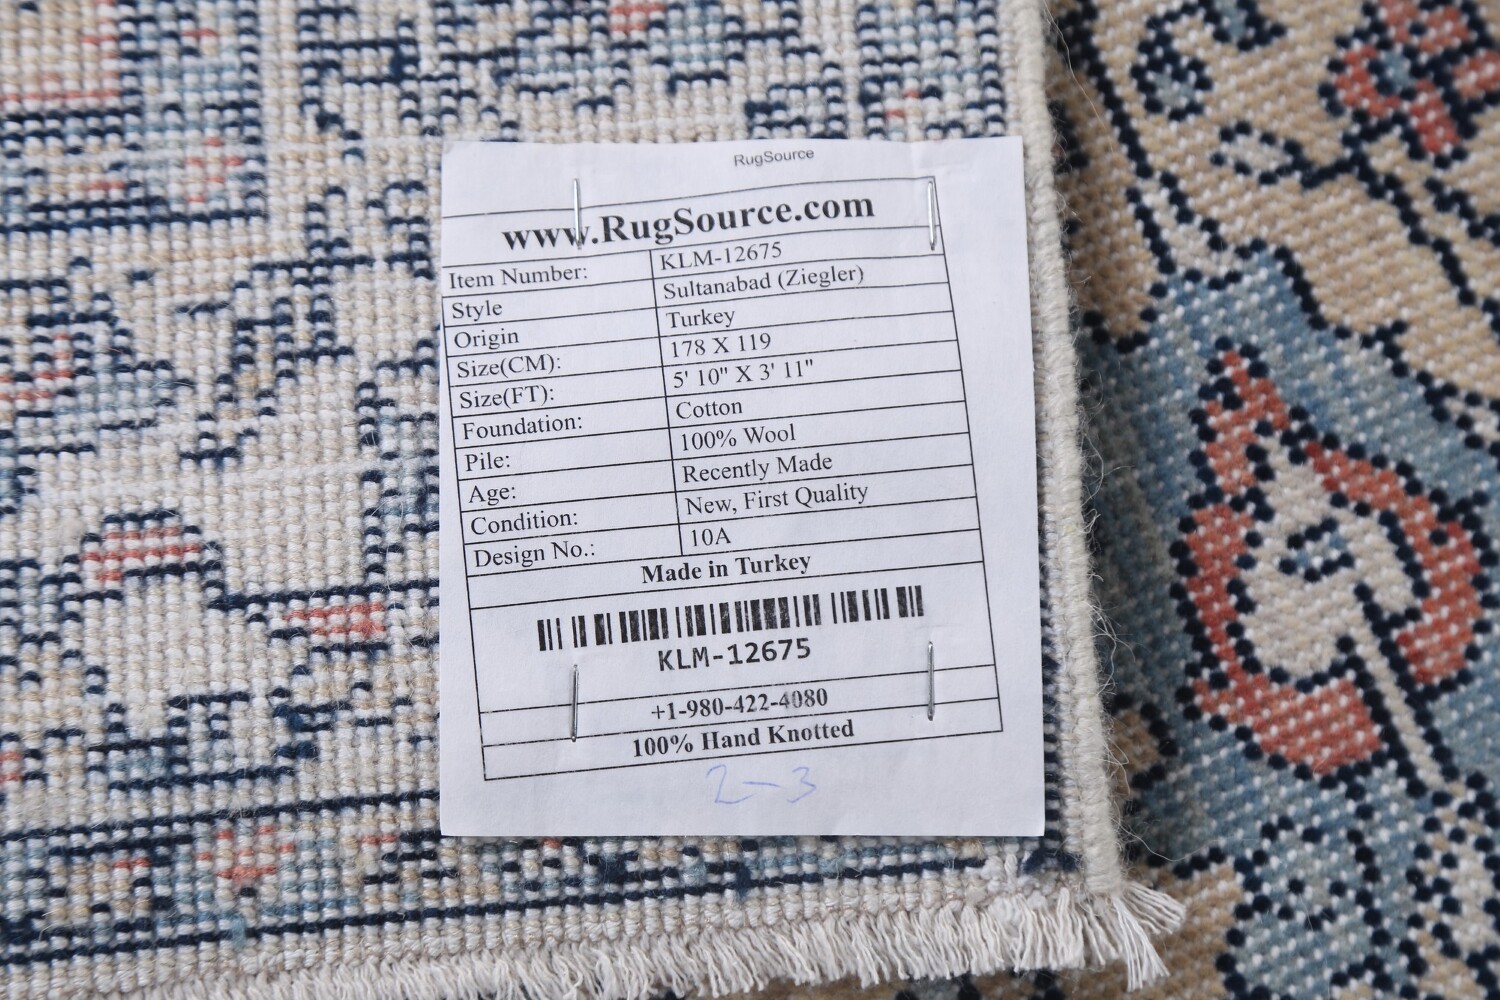 RugSource
www.RugSource.com
Item Number: KLM-12675
Style Sultanabad (Ziegler)
Origin Turkey
Size(CM): 178 X 119
Size(FT): 5' 10" X 3' 11"
Foundation: Cotton
Pile: 100% Wool
Age: Recently Made
Condition: New, First Quality
Design No.: 10A
Made in Turkey
KLM-12675
+1-980-422-4080
100% Hand Knotted
2-3